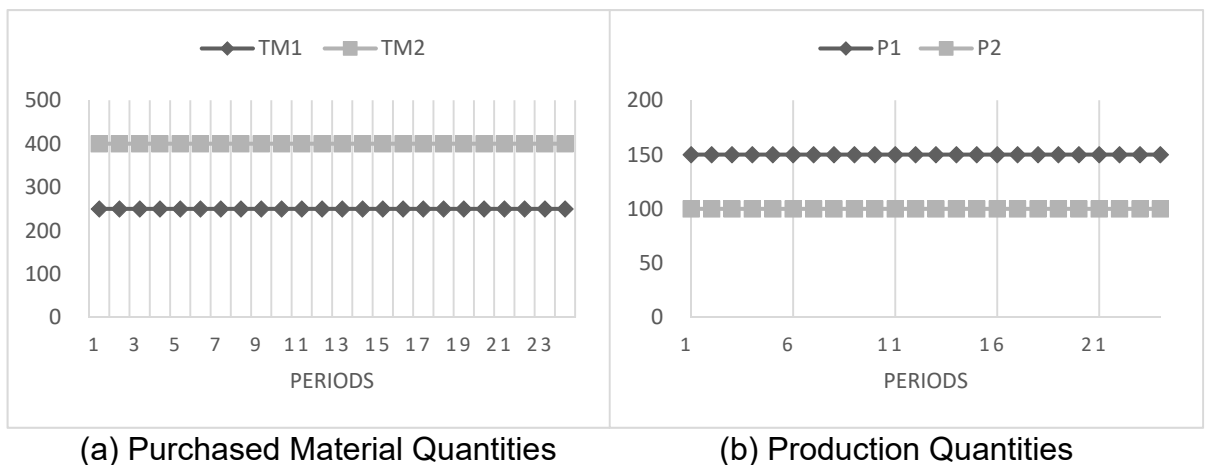 TM1 TM2
500
400
300
200
100
0
1 3 5 7 9 11 13 15 17 19 21 23
PERIODS
(a) Purchased Material Quantities
P1 P2
200
150
100
50
0
1 6 11 16 21
PERIODS
(b) Production Quantities